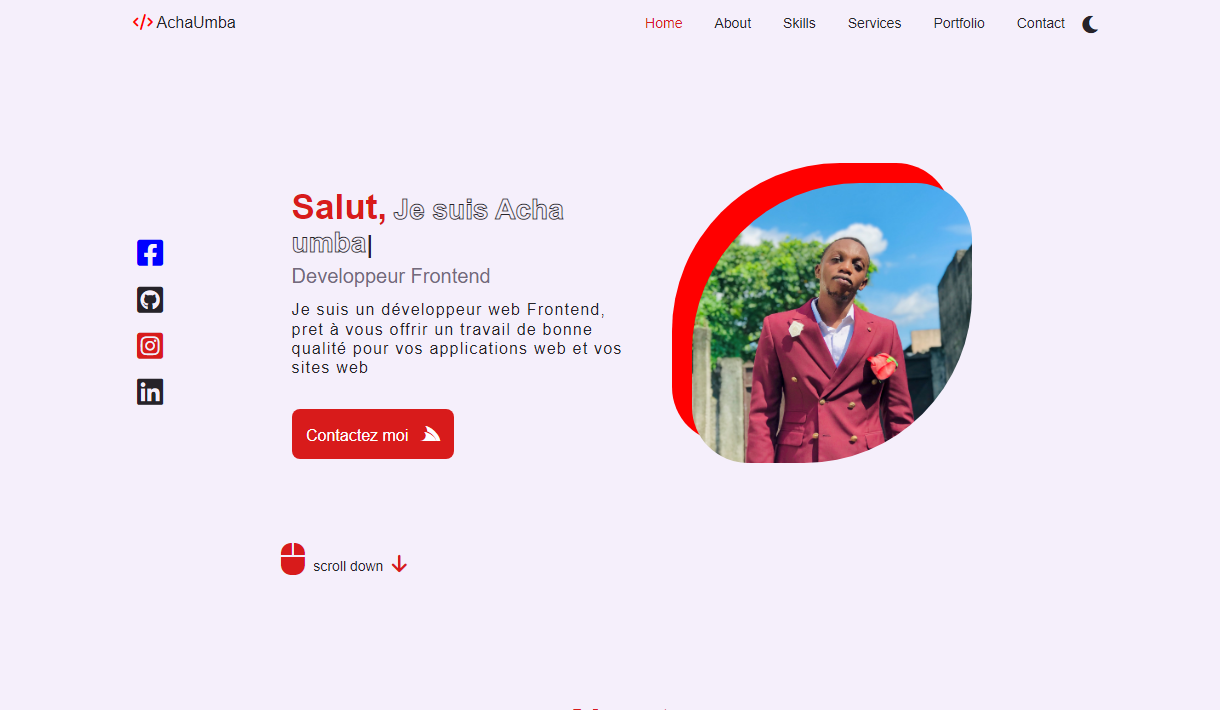 </> AchaUmba
Home About Skills Services Portfolio Contact
Salut, Je suis Acha
umba|
Developpeur Frontend
Je suis un développeur web Frontend,
pret à vous offrir un travail de bonne
qualité pour vos applications web et vos
sites web
Contactez moi
scroll down